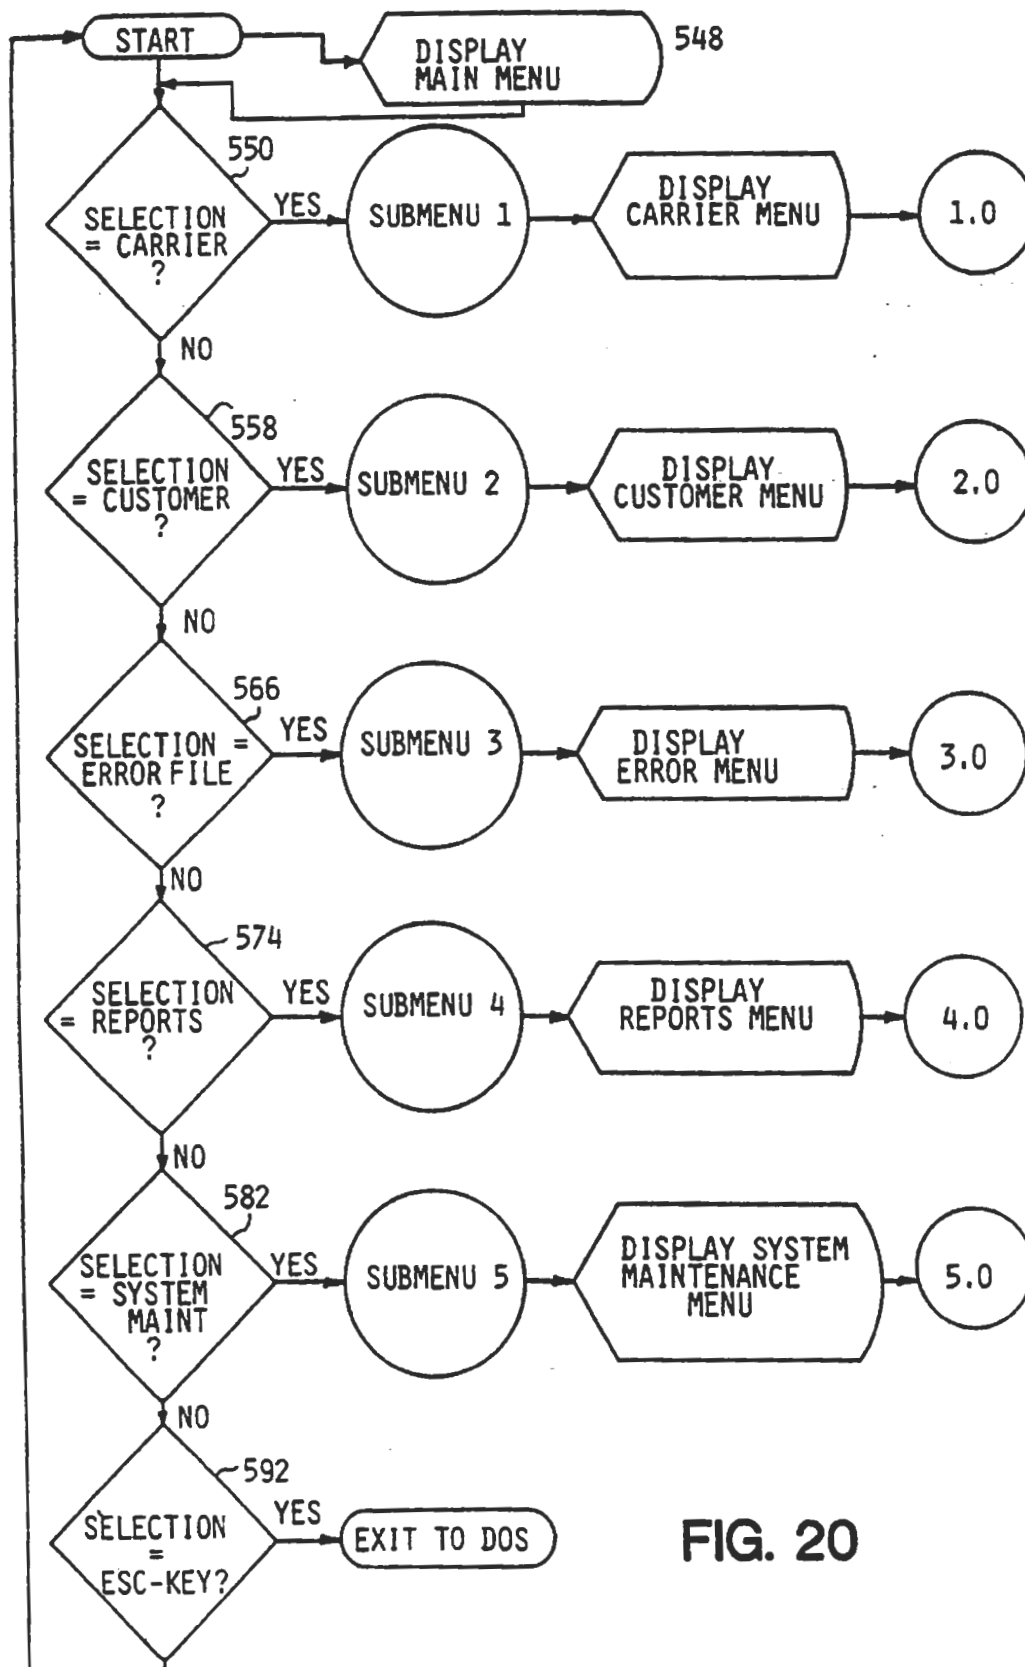 START
DISPLAY
MAIN MENU
548
550
SELECTION
= CARRIER
?
YES
SUBMENU 1
DISPLAY
CARRIER MENU
1.0
NO
558
SELECTION
= CUSTOMER
?
YES
SUBMENU 2
DISPLAY
CUSTOMER MENU
2.0
NO
566
SELECTION =
ERROR FILE
?
YES
SUBMENU 3
DISPLAY
ERROR MENU
3.0
NO
574
SELECTION
= REPORTS
?
YES
SUBMENU 4
DISPLAY
REPORTS MENU
4.0
NO
582
SELECTION
= SYSTEM
MAINT
?
YES
SUBMENU 5
DISPLAY SYSTEM
MAINTENANCE
MENU
5.0
NO
592
SELECTION
=
ESC-KEY?
YES
EXIT TO DOS
FIG. 20